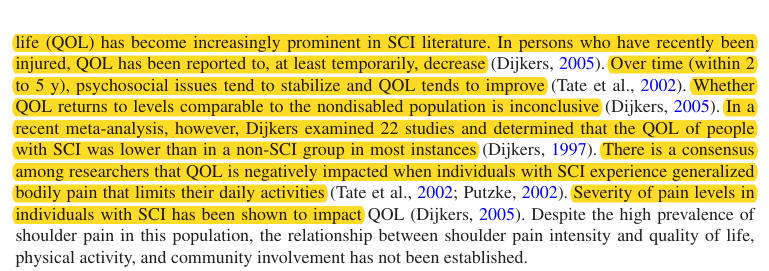 life (QOL) has become increasingly prominent in SCI literature. In persons who have recently been
injured, QOL has been reported to, at least temporarily, decrease (Dijkers, 2005). Over time (within 2
to 5 y), psychosocial issues tend to stabilize and QOL tends to improve (Tate et al., 2002). Whether
QOL returns to levels comparable to the nondisabled population is inconclusive (Dijkers, 2005). In a
recent meta-analysis, however, Dijkers examined 22 studies and determined that the QOL of people
with SCI was lower than in a non-SCI group in most instances (Dijkers, 1997). There is a consensus
among researchers that QOL is negatively impacted when individuals with SCI experience generalized
bodily pain that limits their daily activities (Tate et al., 2002; Putzke, 2002). Severity of pain levels in
individuals with SCI has been shown to impact QOL (Dijkers, 2005). Despite the high prevalence of
shoulder pain in this population, the relationship between shoulder pain intensity and quality of life,
physical activity, and community involvement has not been established.